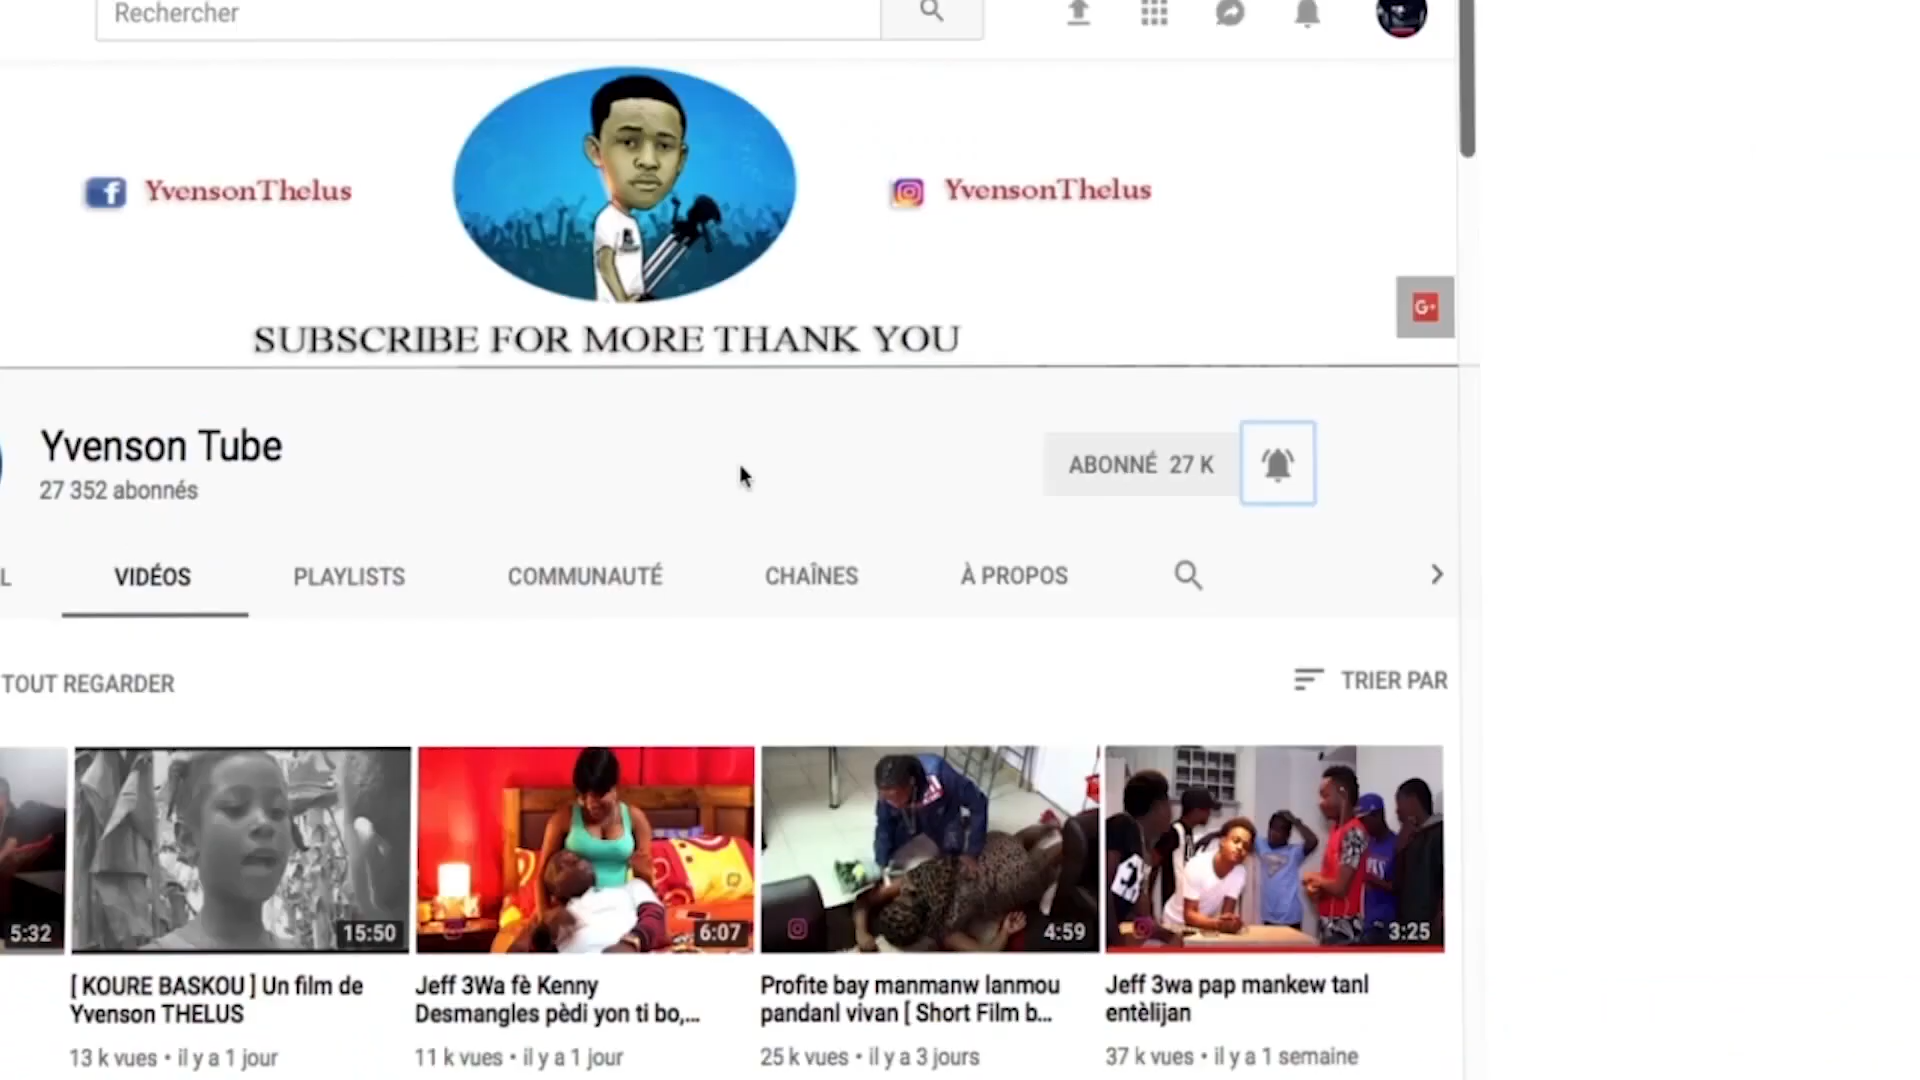 Rechercher
YvensonThelus
YvensonThelus
G+
SUBSCRIBE FOR MORE THANK YOU
Yvenson Tube
27 352 abonnés
ABONNÉ 27 K
L
VIDÉOS
PLAYLISTS
COMMUNAUTÉ
CHAÎNES
À PROPOS
TOUT REGARDER
TRIER PAR
5:32
15:50
6:07
4:59
3:25
[ KOURE BASKOU ] Un film de
Yvenson THELUS
13 k vues • il y a 1 jour
Jeff 3Wa fè Kenny
Desmangles pèdi yon ti bo,...
11 k vues • il y a 1 jour
Profite bay manmanw lanmou
pandanl vivan [ Short Film b...
25 k vues • il y a 3 jours
Jeff 3wa pap mankew tanl
entèlijan
37 k vues • il y a 1 semaine